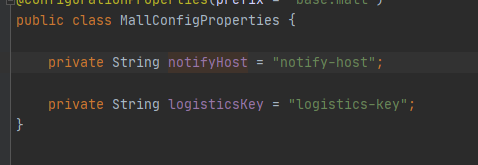 @ConfigurationProperties(prefix = "base.mall")
public class MallConfigProperties {
private String notifyHost = "notify-host";
private String logisticsKey = "logistics-key";
}